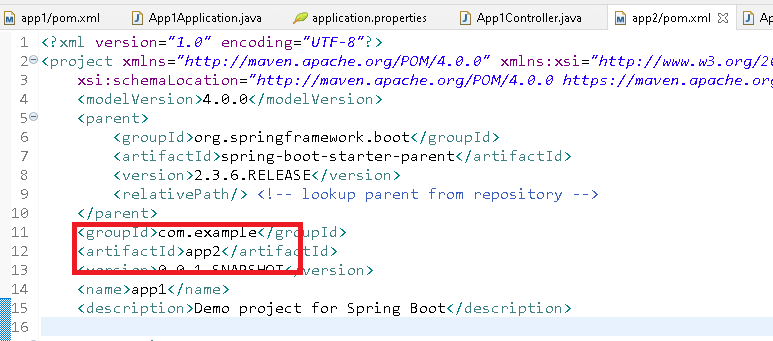 app1/pom.xml App1Application.java application.properties App1Controller.java app2/pom.xml
1 <?xml version="1.0" encoding="UTF-8"?>
2 <project xmlns="http://maven.apache.org/POM/4.0.0" xmlns:xsi="http://www.w3.org/20
3 xsi:schemaLocation="http://maven.apache.org/POM/4.0.0 https://maven.apache.o
4 <modelVersion>4.0.0</modelVersion>
5 <parent>
6 <groupId>org.springframework.boot</groupId>
7 <artifactId>spring-boot-starter-parent</artifactId>
8 <version>2.3.6.RELEASE</version>
9 <relativePath/> <!-- lookup parent from repository -->
10 </parent>
11 <groupId>com.example</groupId>
12 <artifactId>app2</artifactId>
13 <version>0.0.1-SNAPSHOT</version>
14 <name>app1</name>
15 <description>Demo project for Spring Boot</description>
16